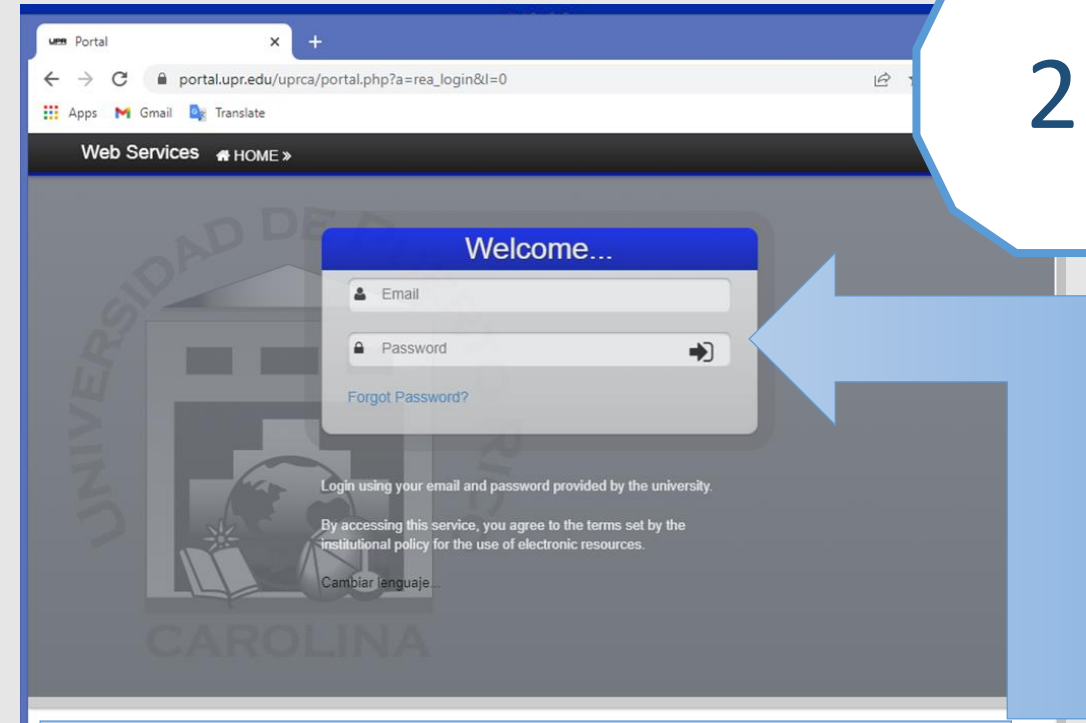 UPR Portal
2
portal.upr.edu/uprca/portal.php?a=rea_login&l=0
Apps Gmail Translate
Web Services HOME
Welcome...
Email
Password
Forgot Password?
Login using your email and password provided by the university.
By accessing this service, you agree to the terms set by the
institutional policy for the use of electronic resources.
Cambiar lenguaje...
UNIVERSIDAD DE PUERTO RICO
CAROLINA